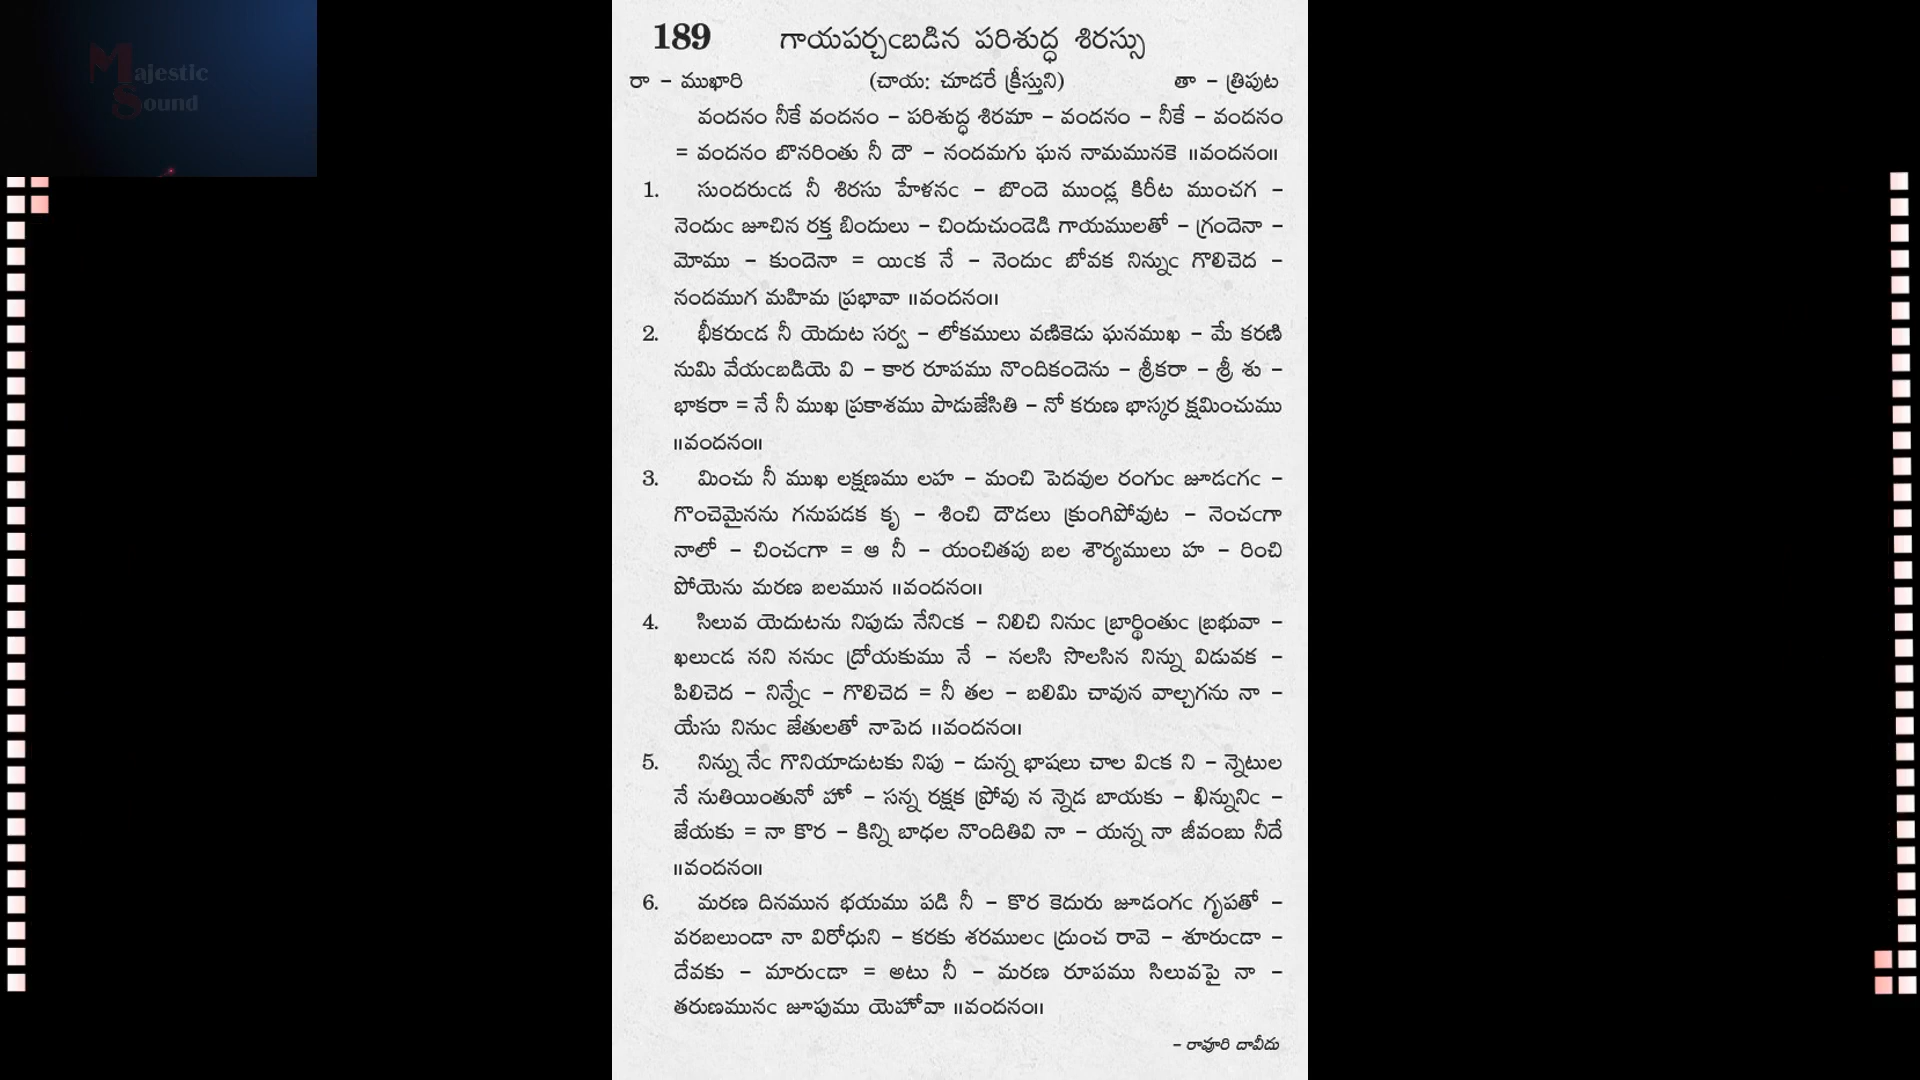 Majestic
Sound
189 గాయపర్చఁబడిన పరిశుద్ధ శిరస్సు
రా – ముఖారి (చాయ: చూడరే క్రీస్తుని) తా – త్రిపుట
వందనం నీకే వందనం – పరిశుద్ధ శిరమా – వందనం – నీకే – వందనం
= వందనం బొనరింతు నీ దౌ – నందమగు ఘన నామమునకె ॥వందనం॥
1. సుందరుఁడ నీ శిరసు హేళనఁ – బొందె ముండ్ల కిరీట ముంచగ –
నెందుఁ జూచిన రక్త బిందులు – చిందుచుండెడి గాయములతో – గ్రందెనా –
మోము – కుందెనా = యిఁక నే – నెందుఁ బోవక నిన్నుఁ గొలిచెద –
నందముగ మహిమ ప్రభావా ॥వందనం॥
2. భీకరుఁడ నీ యెదుట సర్వ – లోకములు వణికెడు ఘనముఖ – మే కరణి
నుమి వేయఁబడియె వి – కార రూపము నొందికందెను – శ్రీకరా – శ్రీ శు –
భాకరా = నే నీ ముఖ ప్రకాశము పాడుజేసితి – నో కరుణ భాస్కర క్షమించుము
॥వందనం॥
3. మించు నీ ముఖ లక్షణము లహ – మంచి పెదవుల రంగుఁ జూడఁగఁ –
గొంచెమైనను గనుపడక కృ – శించి దౌడలు క్రుంగిపోవుట – నెంచఁగా
నాలో – చించఁగా = ఆ నీ – యంచితపు బల శౌర్యములు హ – రించి
పోయెను మరణ బలమున ॥వందనం॥
4. సిలువ యెదుటను నిపుడు నేనిఁక – నిలిచి నినుఁ బ్రార్థింతుఁ బ్రభువా –
ఖలుఁడ నని ననుఁ ద్రోయకుము నే – నలసి సొలసిన నిన్ను విడువక –
పిలిచెద – నిన్నేఁ – గొలిచెద = నీ తల – బలిమి చావున వాల్చగను నా –
యేసు నినుఁ జేతులతో నాపెద ॥వందనం॥
5. నిన్ను నేఁ గొనియాడుటకు నిపు – డున్న భాషలు చాల విఁక ని – న్నెటుల
నే నుతియింతునో హో – సన్న రక్షక ప్రోవు న న్నెడ బాయకు – ఖిన్నునిఁ –
జేయకు = నా కొర – కిన్ని బాధల నొందితివి నా – యన్న నా జీవంబు నీదే
॥వందనం॥
6. మరణ దినమున భయము పడి నీ – కొర కెదురు జూడంగఁ గృపతో –
వరబలుండా నా విరోధుని – కరకు శరములఁ ద్రుంచ రావె – శూరుఁడా –
దేవకు – మారుఁడా = అటు నీ – మరణ రూపము సిలువపై నా –
తరుణమునఁ జూపుము యెహోవా ॥వందనం॥
– రావూరి దావీదు